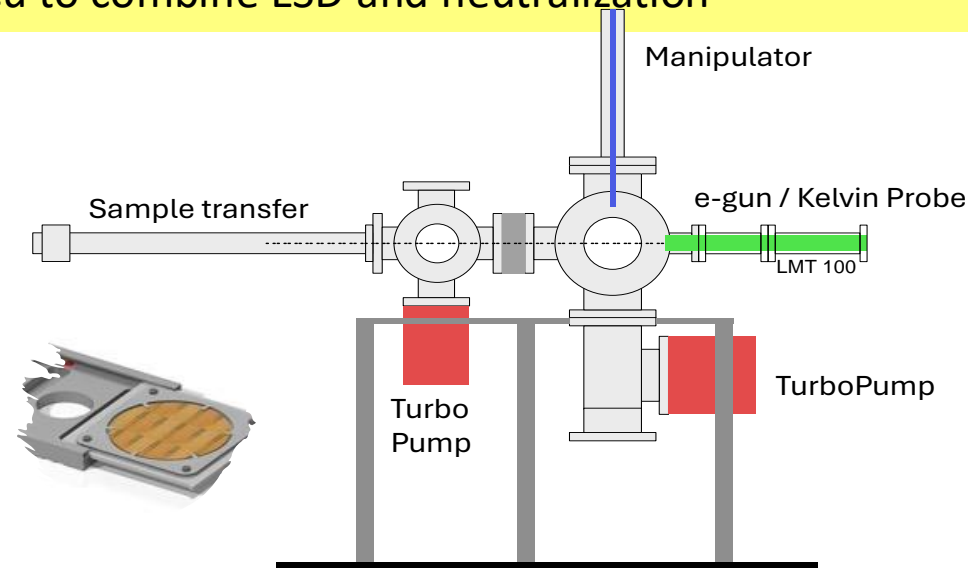 to combine ESD and neutralization
Manipulator
e-gun / Kelvin Probe
Sample transfer
LMT 100
Turbo
Pump
TurboPump